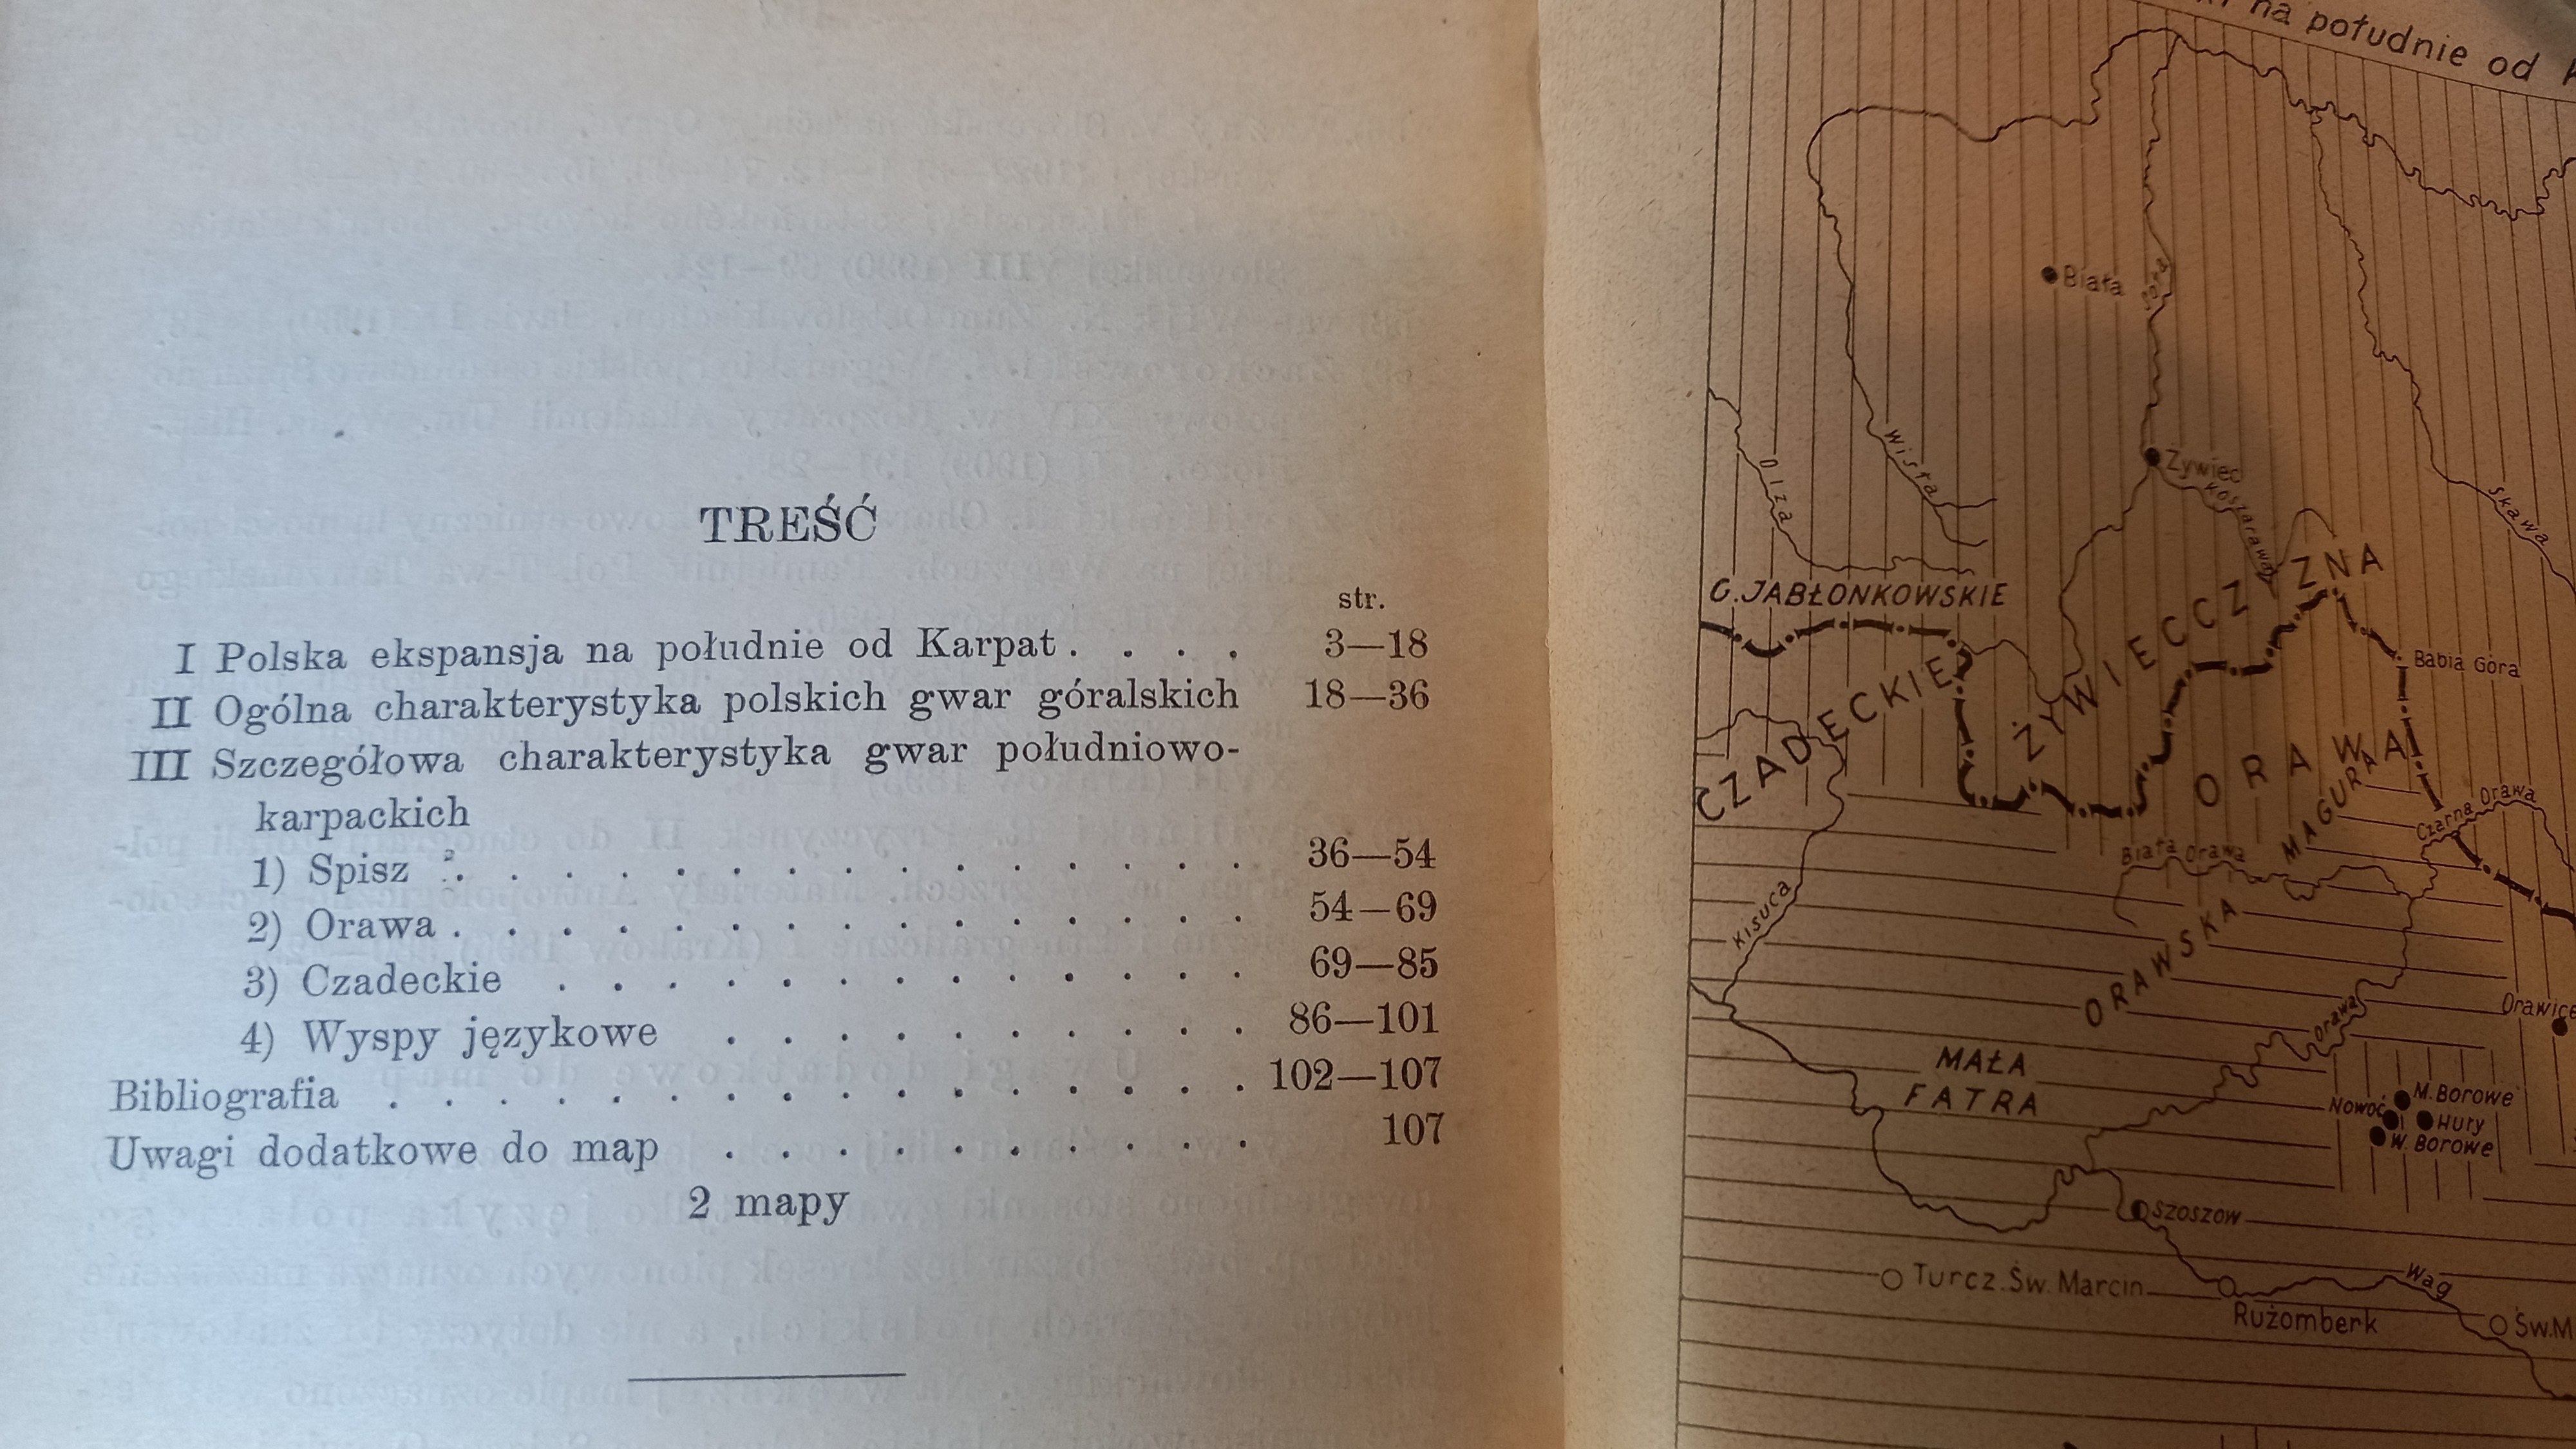 TREŚĆ
str.
I Polska ekspansja na południe od Karpat . . . . 3—18
II Ogólna charakterystyka polskich gwar góralskich 18—36
III Szczegółowa charakterystyka gwar południowo-
karpackich
1) Spisz . . . . . . . . . . . . . . . 36—54
2) Orawa . . . . . . . . . . . . . . . 54—69
3) Czadeckie . . . . . . . . . . . . . 69—85
4) Wyspy językowe . . . . . . . . . . 86—101
Bibliografia . . . . . . . . . . . . . . . . 102—107
Uwagi dodatkowe do map . . . . . . . . . . 107
2 mapy
na południe od
Biała
Wisła
Olza
Żywiec
Koszarawa
Skawa
G. JABŁONKOWSKIE
CZADECKIE
ŻYWIECCZYZNA
Babia Góra
ORAWA
Czarna Orawa
Biała Orawa
ORAWSKA MAGURA
Kisuca
Orawa
Orawice
MAŁA
FATRA
M. Borowe
Nowoć
Hury
W. Borowe
Szoszów
Turcz. Św. Marcin
Wag
Rużomberk
Św. M